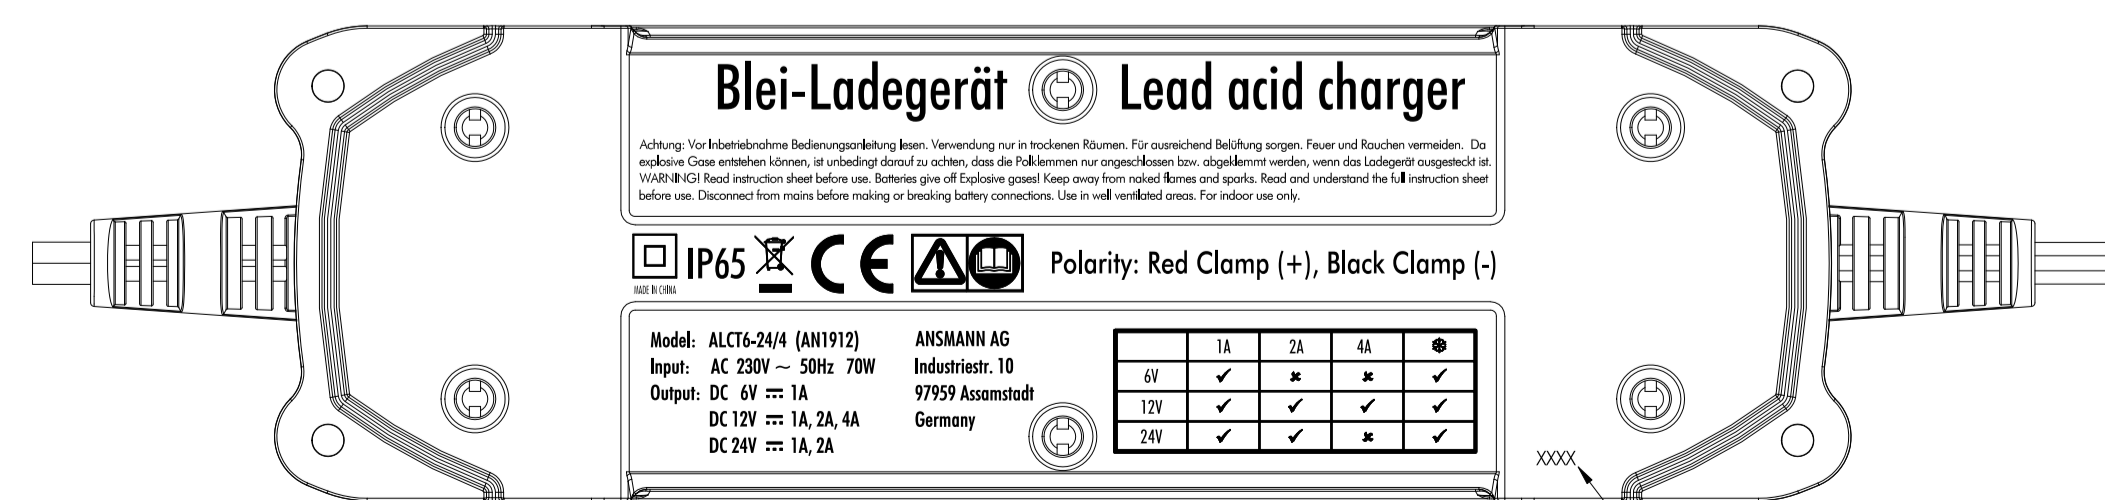 Blei-Ladegerät Lead acid charger
Achtung: Vor Inbetriebnahme Bedienungsanleitung lesen. Verwendung nur in trockenen Räumen. Für ausreichend Belüftung sorgen. Feuer und Rauchen vermeiden. Da
explosive Gase entstehen können, ist unbedingt darauf zu achten, dass die Polklemmen nur angeschlossen bzw. abgeklemmt werden, wenn das Ladegerät ausgesteckt ist.
WARNING! Read instruction sheet before use. Batteries give off Explosive gases! Keep away from naked flames and sparks. Read and understand the full instruction sheet
before use. Disconnect from mains before making or breaking battery connections. Use in well ventilated areas. For indoor use only.
IP65 CE Polarity: Red Clamp (+), Black Clamp (-)
MADE IN CHINA
Model: ALCT6-24/4 (AN1912)
Input: AC 230V ~ 50Hz 70W
Output: DC 6V ⎓ 1A
DC 12V ⎓ 1A, 2A, 4A
DC 24V ⎓ 1A, 2A
ANSMANN AG
Industriestr. 10
97959 Assamstadt
Germany
1A 2A 4A ❄
6V ✓ ✗ ✗ ✓
12V ✓ ✓ ✓ ✓
24V ✓ ✓ ✗ ✓
XXXX